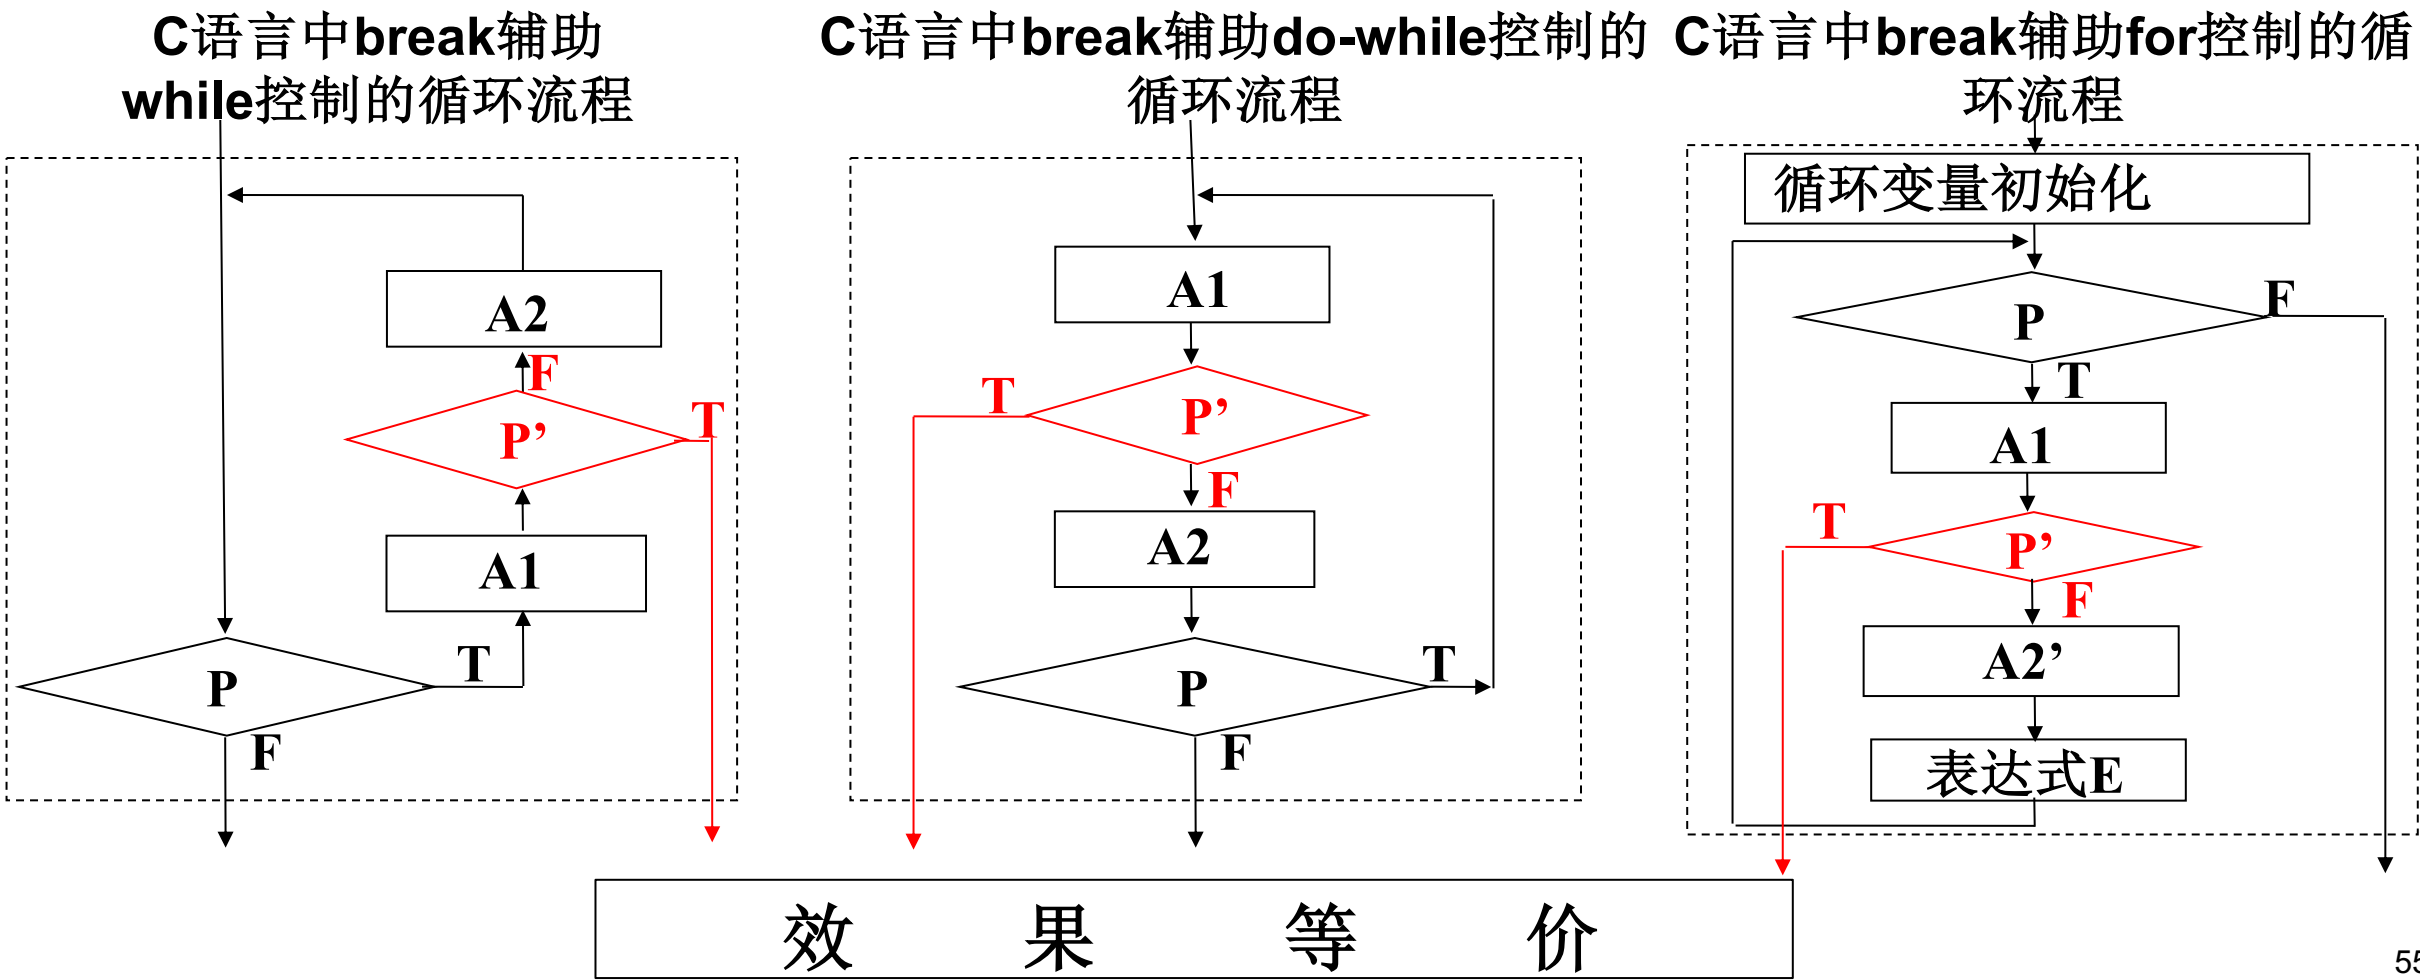 C语言中break辅助
while控制的循环流程
F
A2
P’
T
A1
T
P
F
C语言中break辅助do-while控制的
循环流程
A1
T
P’
F
A2
T
P
F
C语言中break辅助for控制的循
环流程
循环变量初始化
F
P
T
A1
T
P’
F
A2’
表达式E
效 果 等 价
55